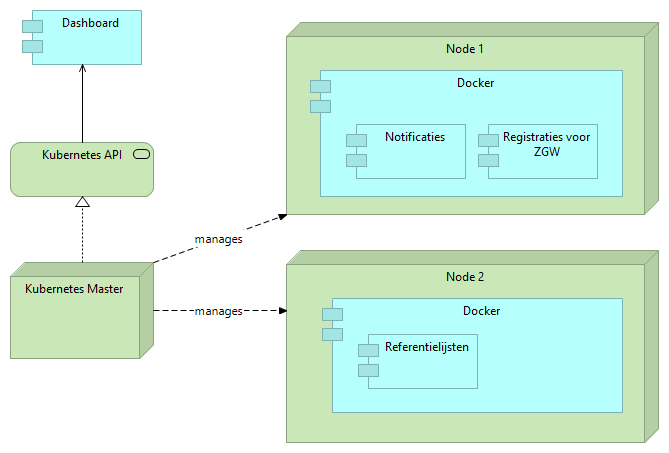 Dashboard
Kubernetes API
Kubernetes Master
manages
manages
Node 1
Docker
Notificaties
Registraties voor
ZGW
Node 2
Docker
Referentielijsten